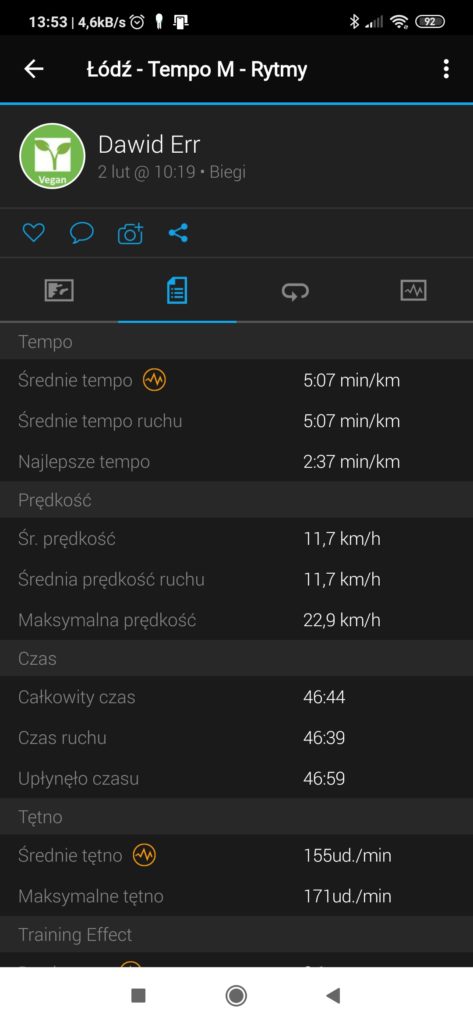 13:53 | 4,6kB/s
92
Łódź - Tempo M - Rytmy
Dawid Err
2 lut @ 10:19 • Biegi
Vegan
Tempo
Średnie tempo 5:07 min/km
Średnie tempo ruchu 5:07 min/km
Najlepsze tempo 2:37 min/km
Prędkość
Śr. prędkość 11,7 km/h
Średnia prędkość ruchu 11,7 km/h
Maksymalna prędkość 22,9 km/h
Czas
Całkowity czas 46:44
Czas ruchu 46:39
Upłynęło czasu 46:59
Tętno
Średnie tętno 155ud./min
Maksymalne tętno 171ud./min
Training Effect